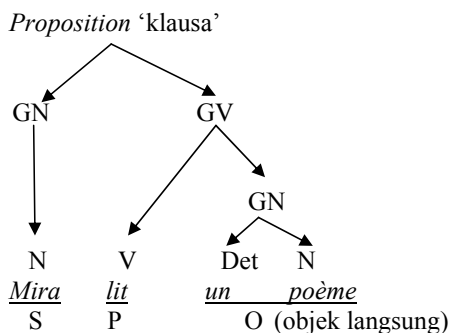 Proposition ‘klausa’
GN GV
GN
N V Det N
Mira lit un poème
S P O (objek langsung)